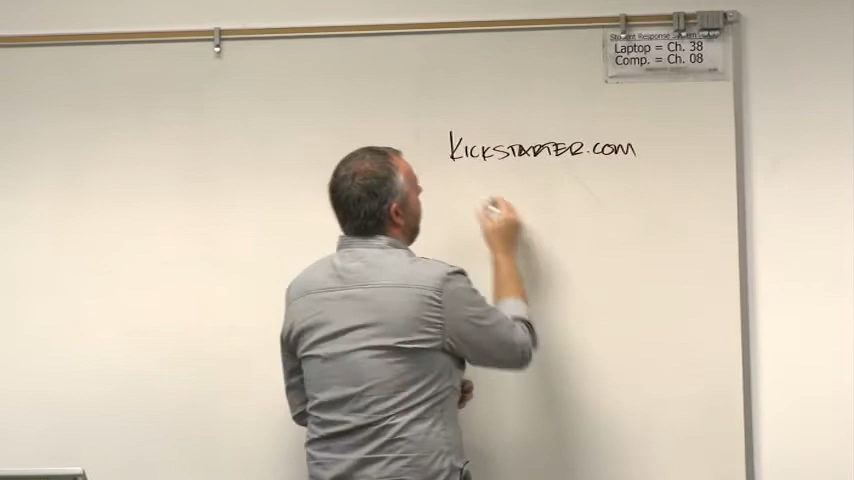 Student Response System
Laptop = Ch. 38
Comp. = Ch. 08
KICKSTARTER.COM